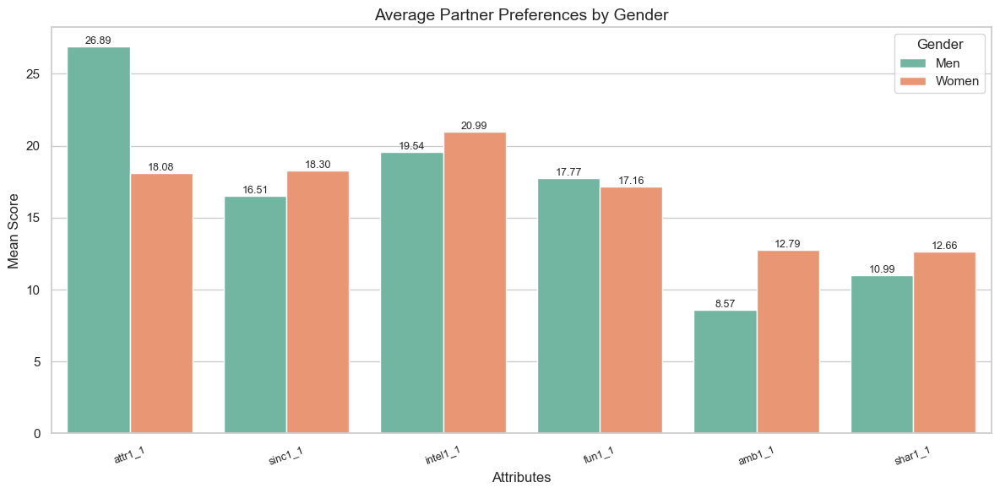 Average Partner Preferences by Gender
Gender
Men
Women
Mean Score
25
20
15
10
5
0
26.89
18.08
16.51
18.30
19.54
20.99
17.77
17.16
8.57
12.79
10.99
12.66
attr1_1
sinc1_1
intel1_1
fun1_1
amb1_1
shar1_1
Attributes